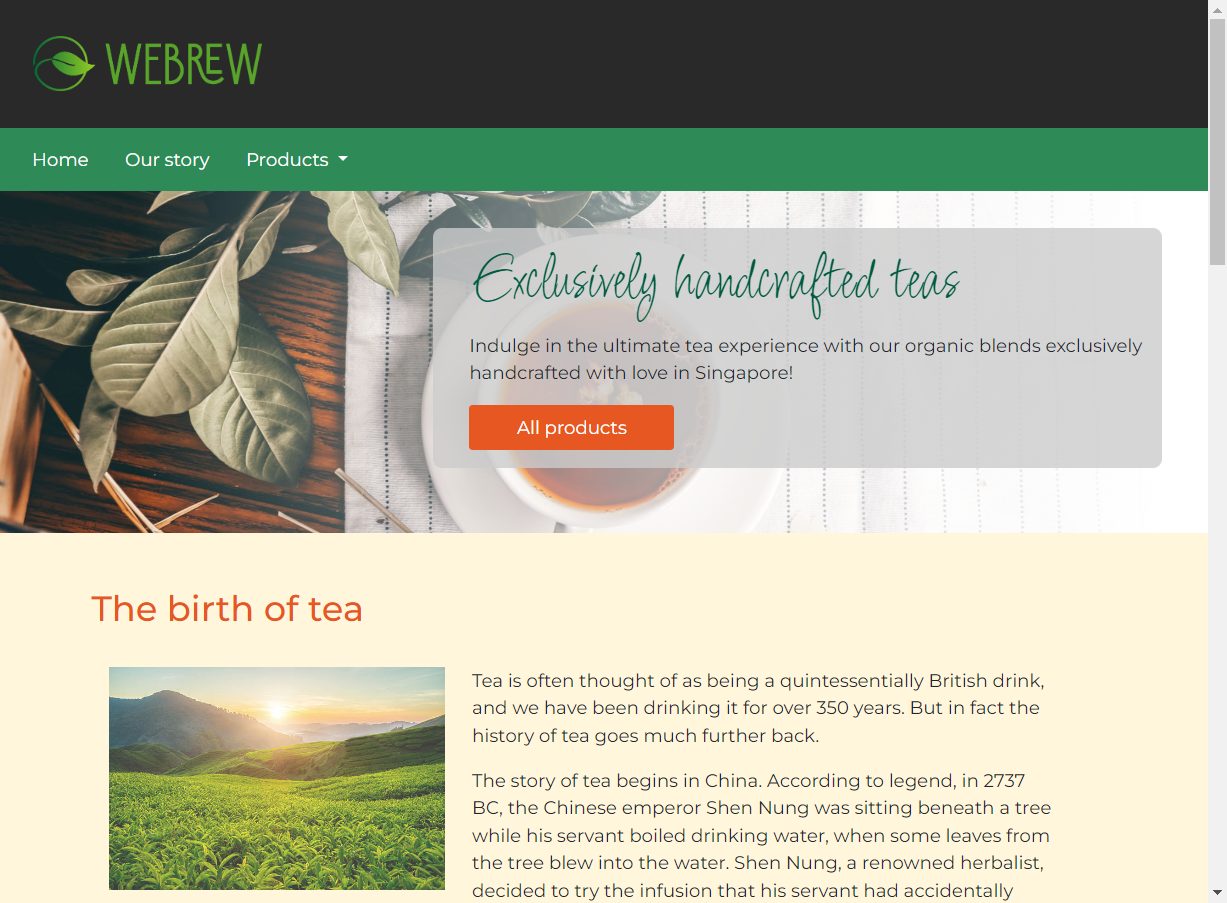 WEBREW
Home Our story Products
Exclusively handcrafted teas
Indulge in the ultimate tea experience with our organic blends exclusively
handcrafted with love in Singapore!
All products
The birth of tea
Tea is often thought of as being a quintessentially British drink,
and we have been drinking it for over 350 years. But in fact the
history of tea goes much further back.
The story of tea begins in China. According to legend, in 2737
BC, the Chinese emperor Shen Nung was sitting beneath a tree
while his servant boiled drinking water, when some leaves from
the tree blew into the water. Shen Nung, a renowned herbalist,
decided to try the infusion that his servant had accidentally